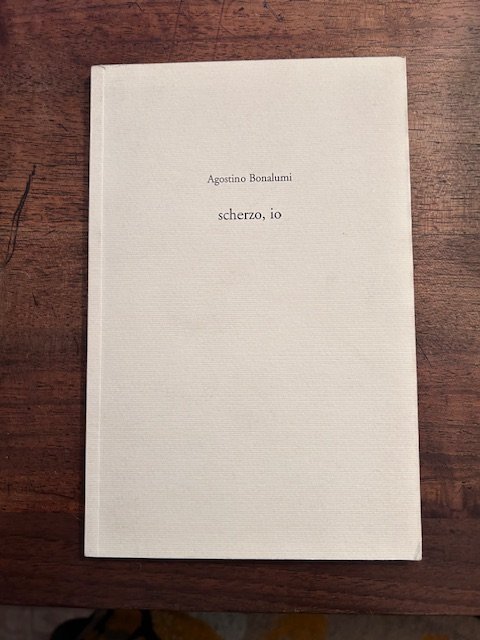 Agostino Bonalumi
scherzo, io